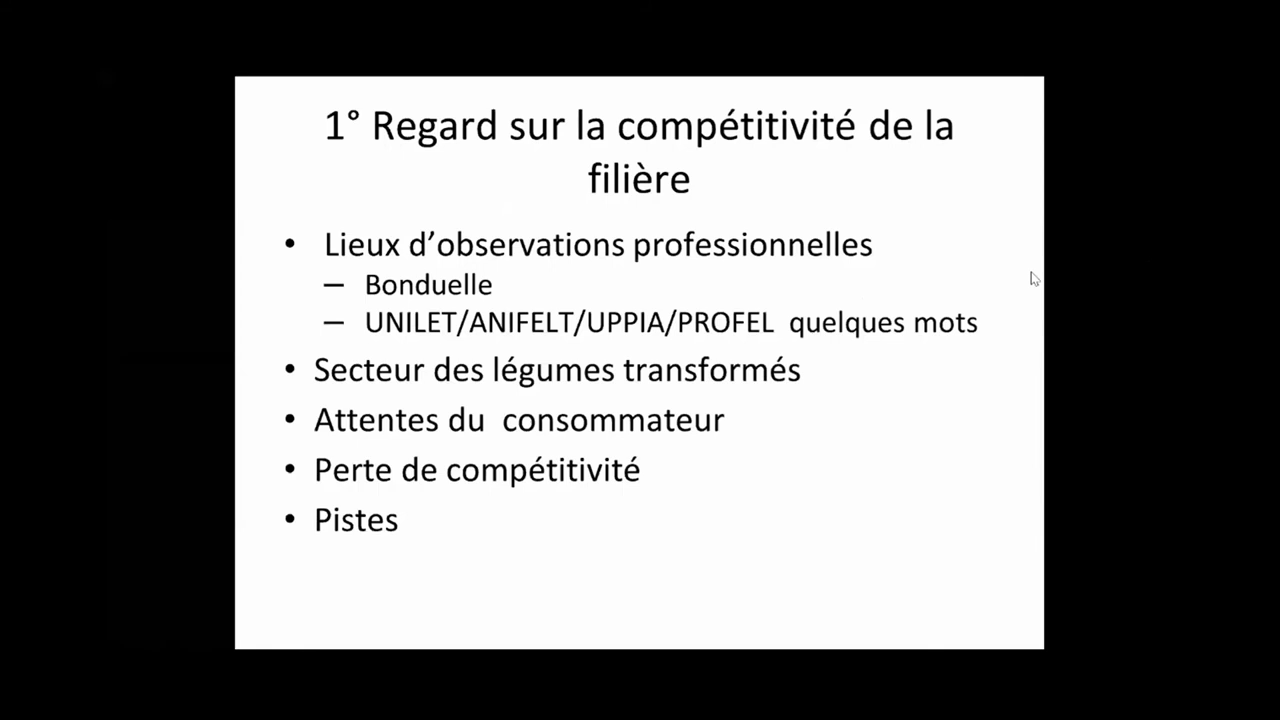 1° Regard sur la compétitivité de la
filière
• Lieux d’observations professionnelles
– Bonduelle
– UNILET/ANIFELT/UPPIA/PROFEL quelques mots
• Secteur des légumes transformés
• Attentes du consommateur
• Perte de compétitivité
• Pistes